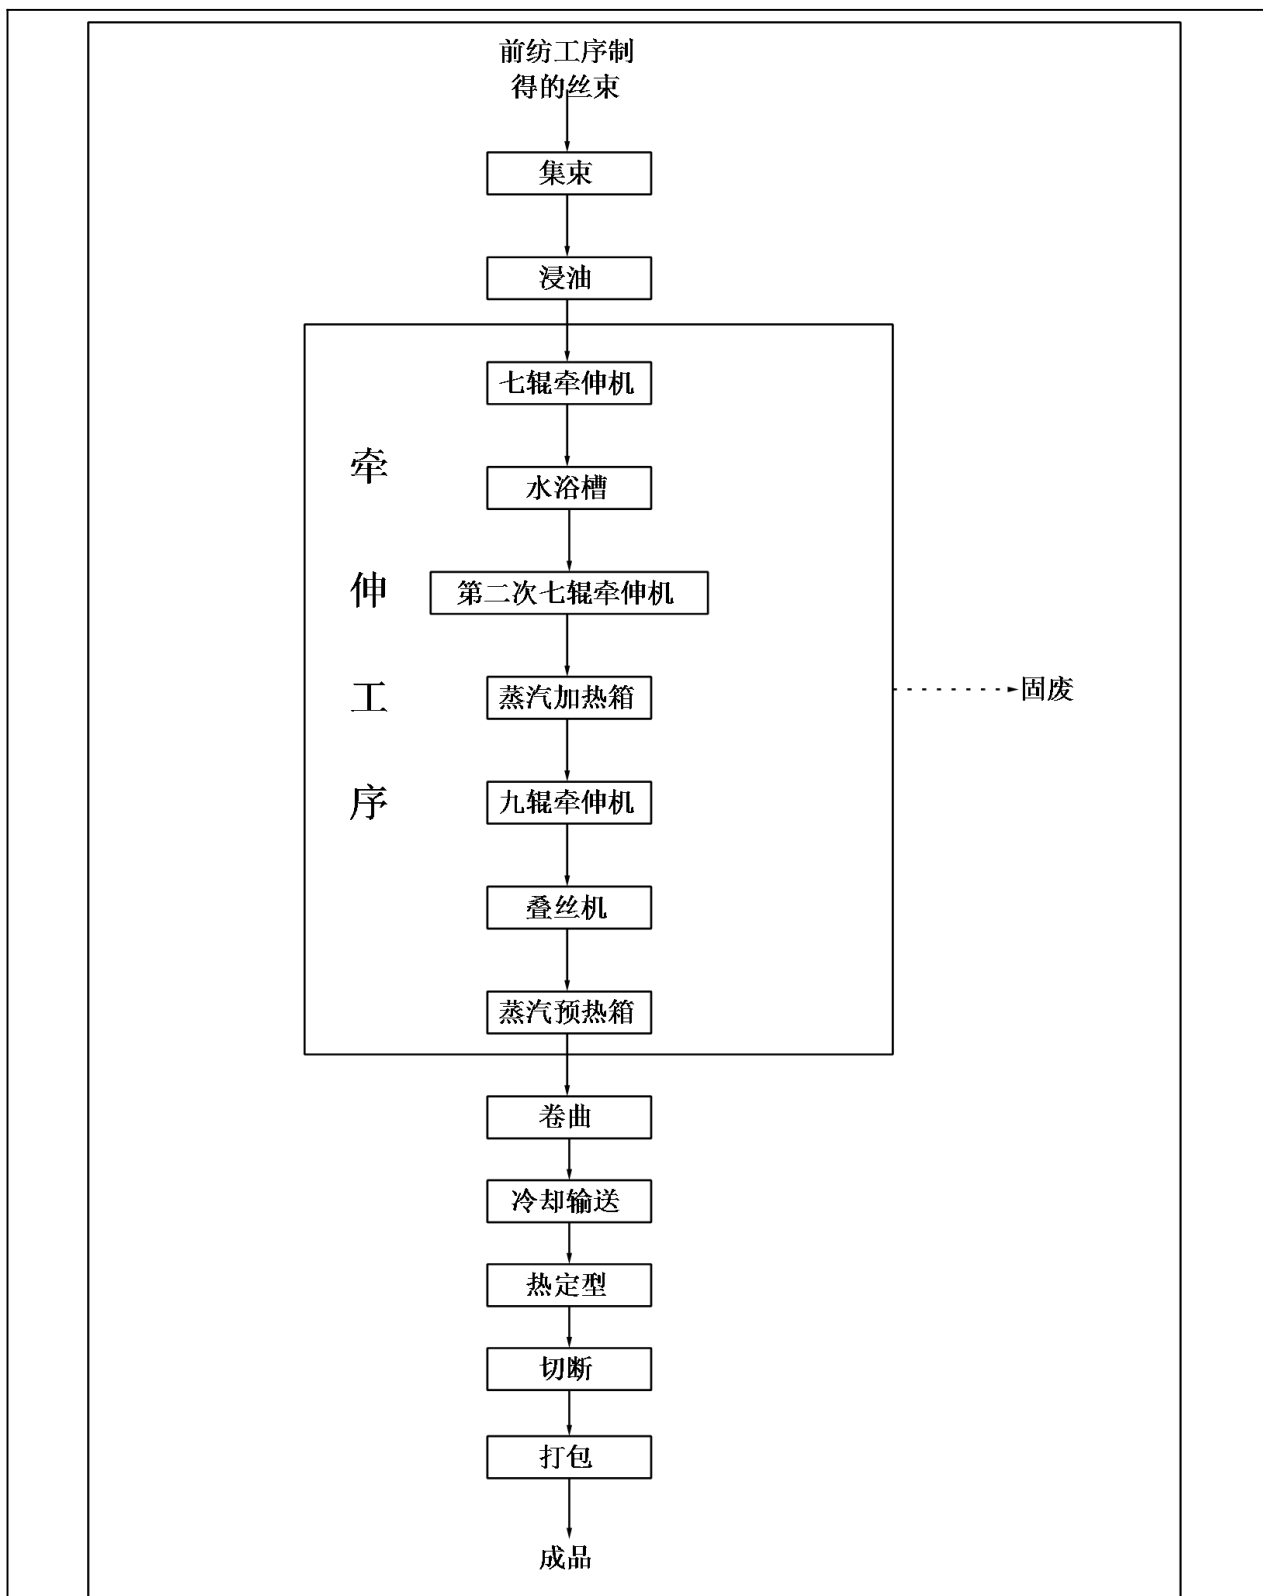 前纺工序制
得的丝束
集束
浸油
七辊牵伸机
水浴槽
第二次七辊牵伸机
蒸汽加热箱
九辊牵伸机
叠丝机
蒸汽预热箱
牵
伸
工
序
固废
卷曲
冷却输送
热定型
切断
打包
成品